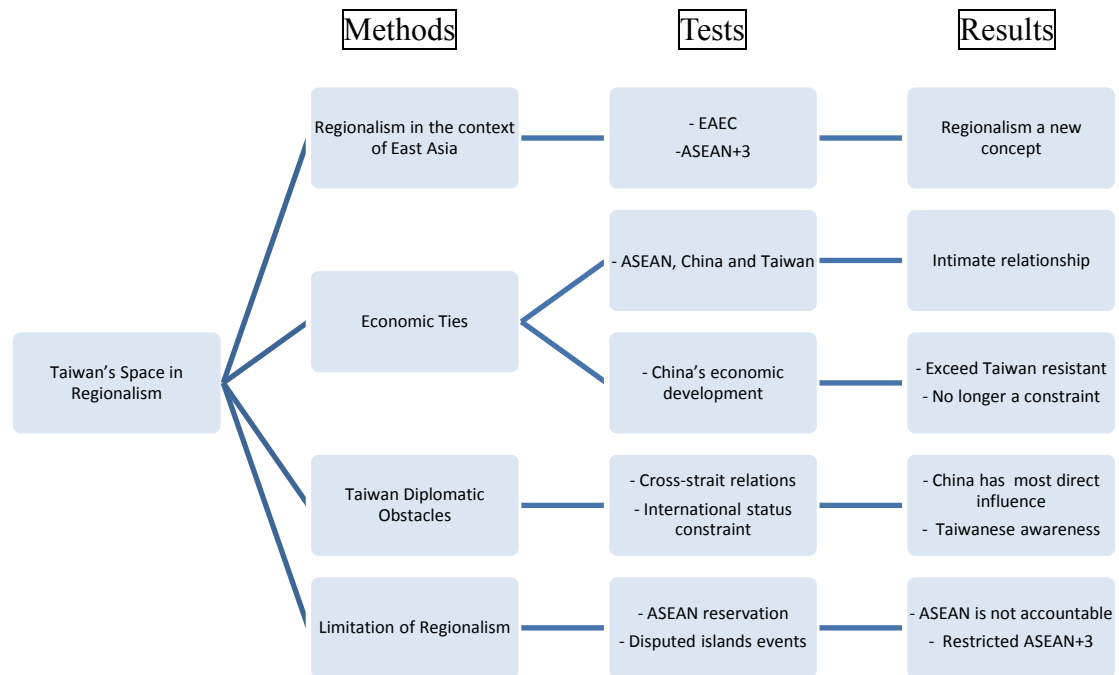 Methods
Tests
Results
Regionalism in the context
of East Asia
- EAEC
-ASEAN+3
Regionalism a new
concept
Taiwan's Space in
Regionalism
Economic Ties
- ASEAN, China and Taiwan
Intimate relationship
- China's economic
development
- Exceed Taiwan resistant
- No longer a constraint
Taiwan Diplomatic
Obstacles
- Cross-strait relations
- International status
constraint
- China has most direct
influence
- Taiwanese awareness
Limitation of Regionalism
- ASEAN reservation
- Disputed islands events
- ASEAN is not accountable
- Restricted ASEAN+3